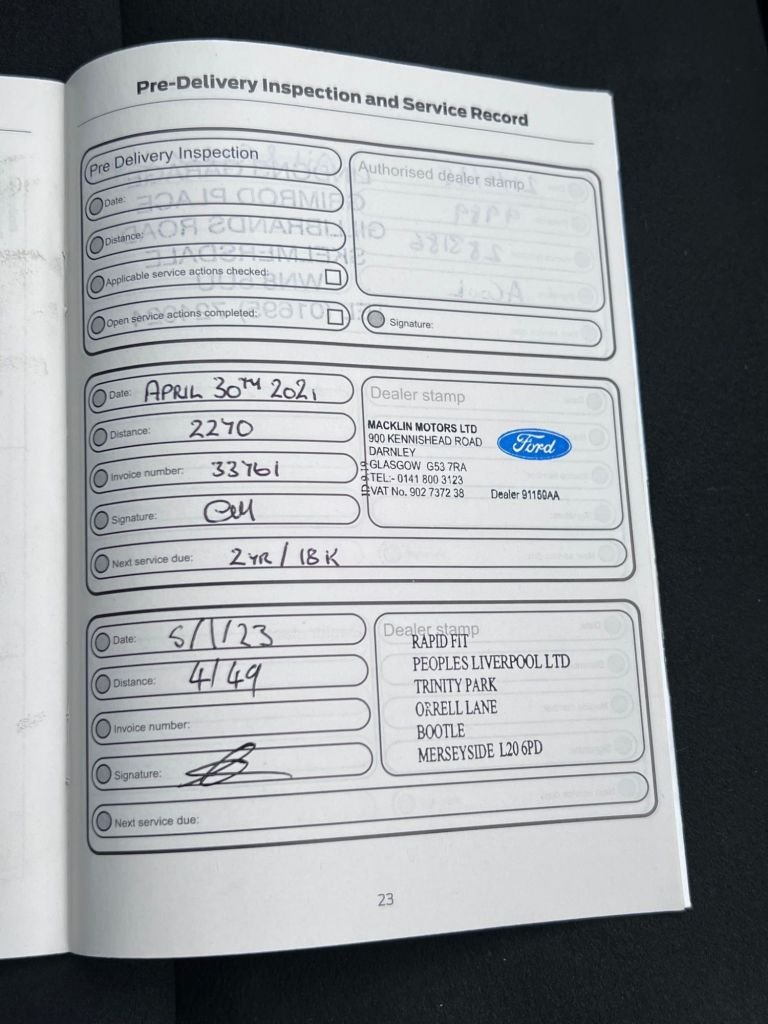 Pre-Delivery Inspection and Service Record
Pre Delivery Inspection
Date:
Distance:
Applicable service actions checked:
Open service actions completed:
Authorised dealer stamp
Signature:
Date: APRIL 30TH 2021
Distance: 2270
Invoice number: 33761
Signature:
Next service due: 2 YR / 18K
Dealer stamp
MACKLIN MOTORS LTD
900 KENNISHEAD ROAD
DARNLEY
GLASGOW G53 7RA
TEL:- 0141 800 3123
VAT No. 902 7372 38
Ford
Dealer 91150AA
Date: 5/1/23
Distance: 4149
Invoice number:
Signature:
Next service due:
Dealer stamp
RAPID FIT
PEOPLES LIVERPOOL LTD
TRINITY PARK
ORRELL LANE
BOOTLE
MERSEYSIDE L20 6PD
23